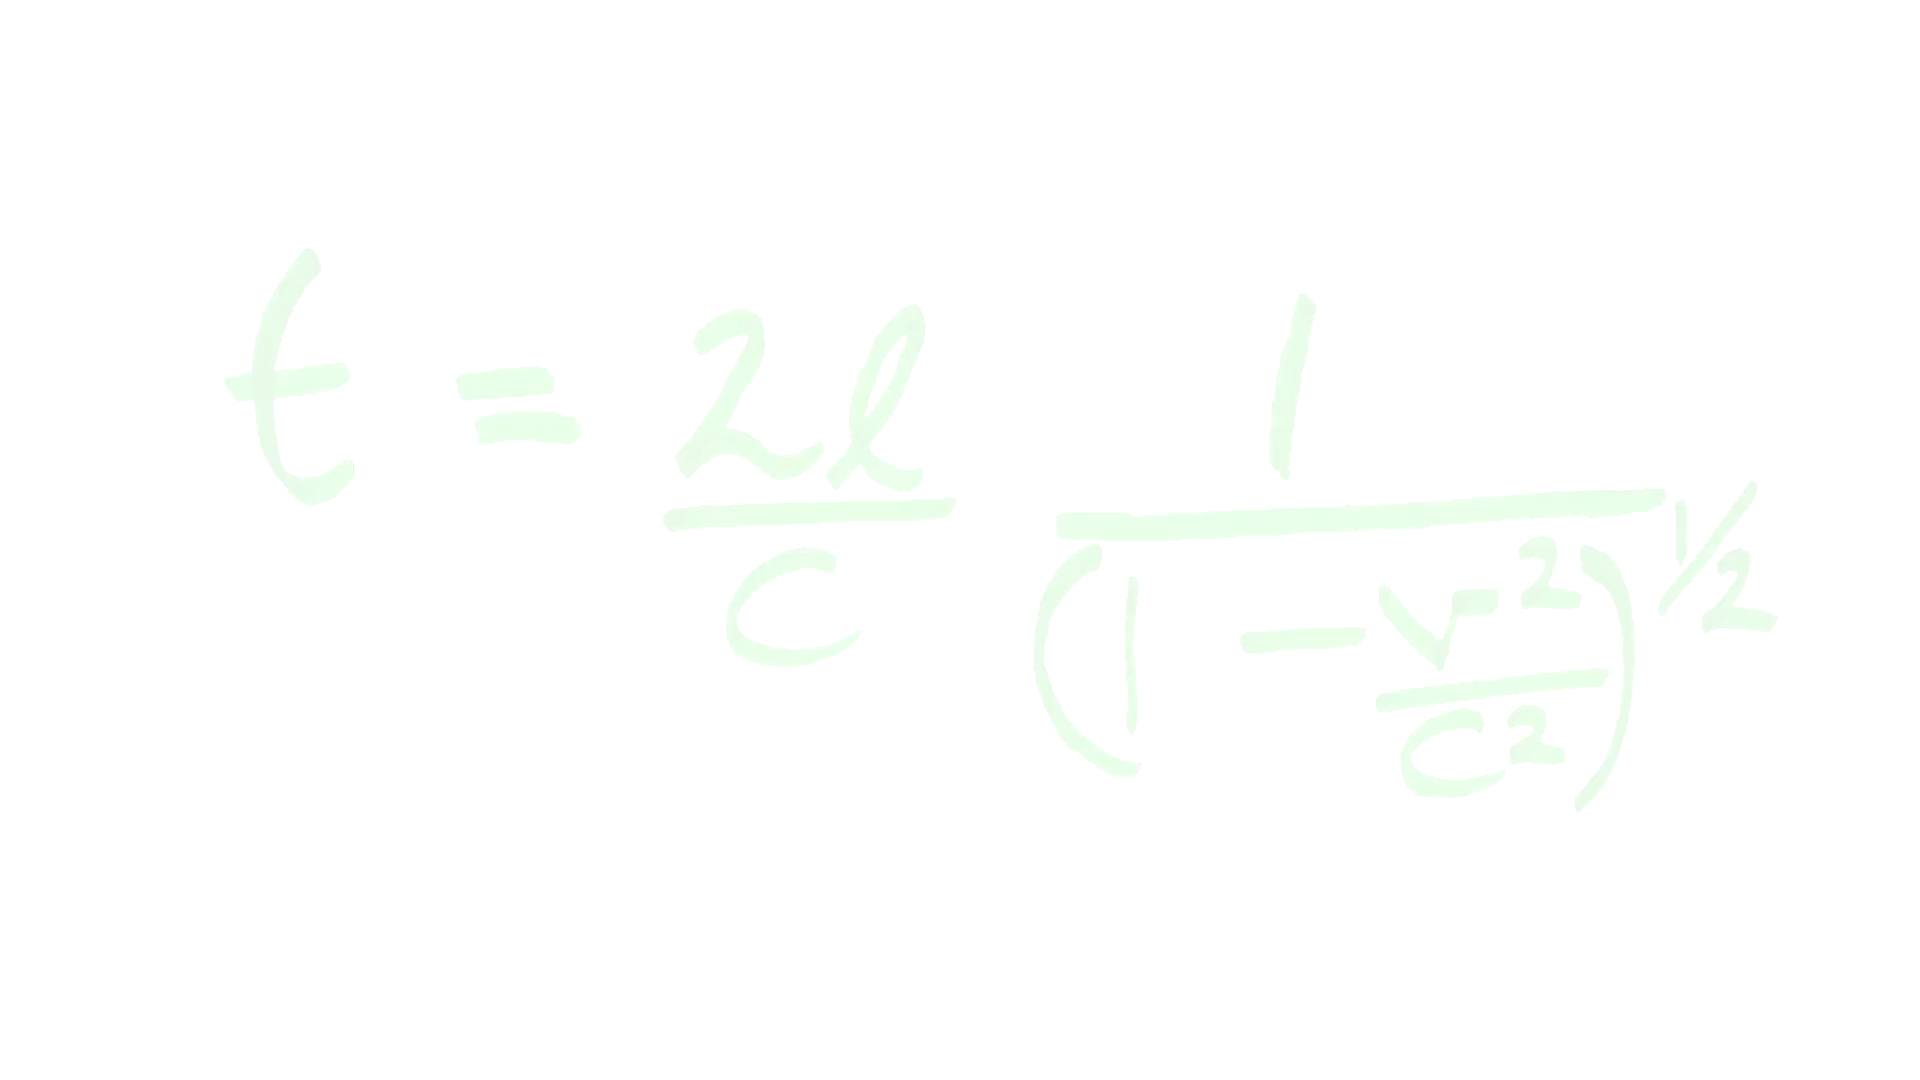 t = 2l/c 1/(1 - v²/c²)^½